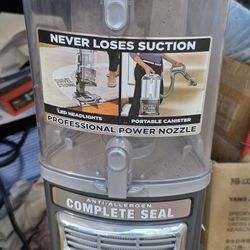 NEVER LOSES SUCTION
LED HEADLIGHTS
PORTABLE CANISTER
PROFESSIONAL POWER NOZZLE
ANTI-ALLERGEN
COMPLETE SEAL